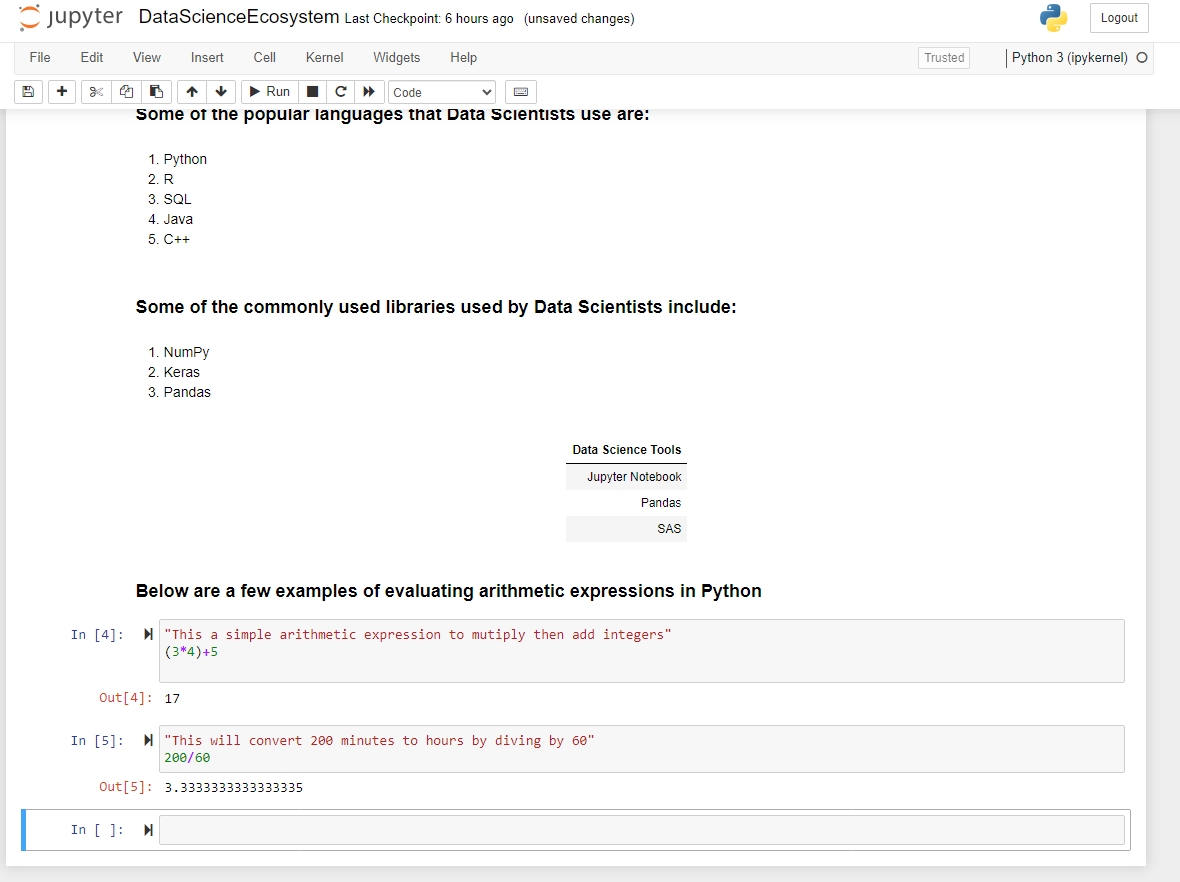 jupyter DataScienceEcosystem Last Checkpoint: 6 hours ago (unsaved changes) Logout
File Edit View Insert Cell Kernel Widgets Help Trusted Python 3 (ipykernel)
Run Code
Some of the popular languages that Data Scientists use are:
1. Python
2. R
3. SQL
4. Java
5. C++
Some of the commonly used libraries used by Data Scientists include:
1. NumPy
2. Keras
3. Pandas
Data Science Tools
Jupyter Notebook
Pandas
SAS
Below are a few examples of evaluating arithmetic expressions in Python
In [4]: "This a simple arithmetic expression to mutiply then add integers"
(3*4)+5
Out[4]: 17
In [5]: "This will convert 200 minutes to hours by diving by 60"
200/60
Out[5]: 3.3333333333333335
In [ ]: